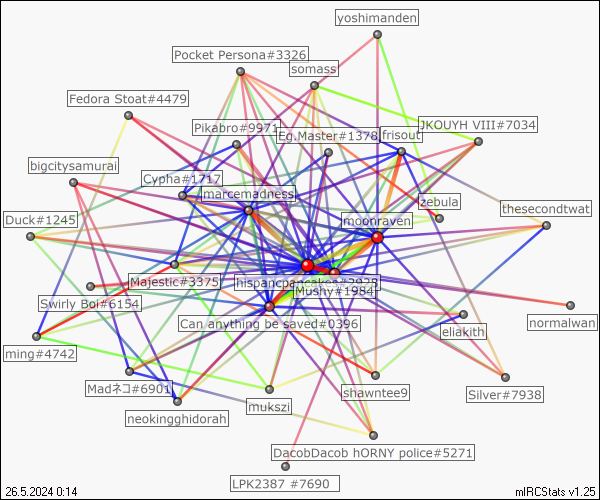 yoshimanden
Pocket Persona#3326
somass
Fedora Stoat#4479
Pikabro#9971
Eg.Master#1378
frisout
JKOUYH VIII#7034
bigcitysamurai
Cypha#1717
marcemadness
zebula
Duck#1245
moonraven
thesecondtwat
Majestic#3375
Mushy#1984
Swirly Boi#6154
Can anything be saved#0396
normalwan
ming#4742
eliakith
Madネコ#6901
neokingghidorah
mukszi
shawntee9
Silver#7938
DacobDacob hORNY police#5271
LPK2387 #7690
26.5.2024 0:14
mIRCStats v1.25